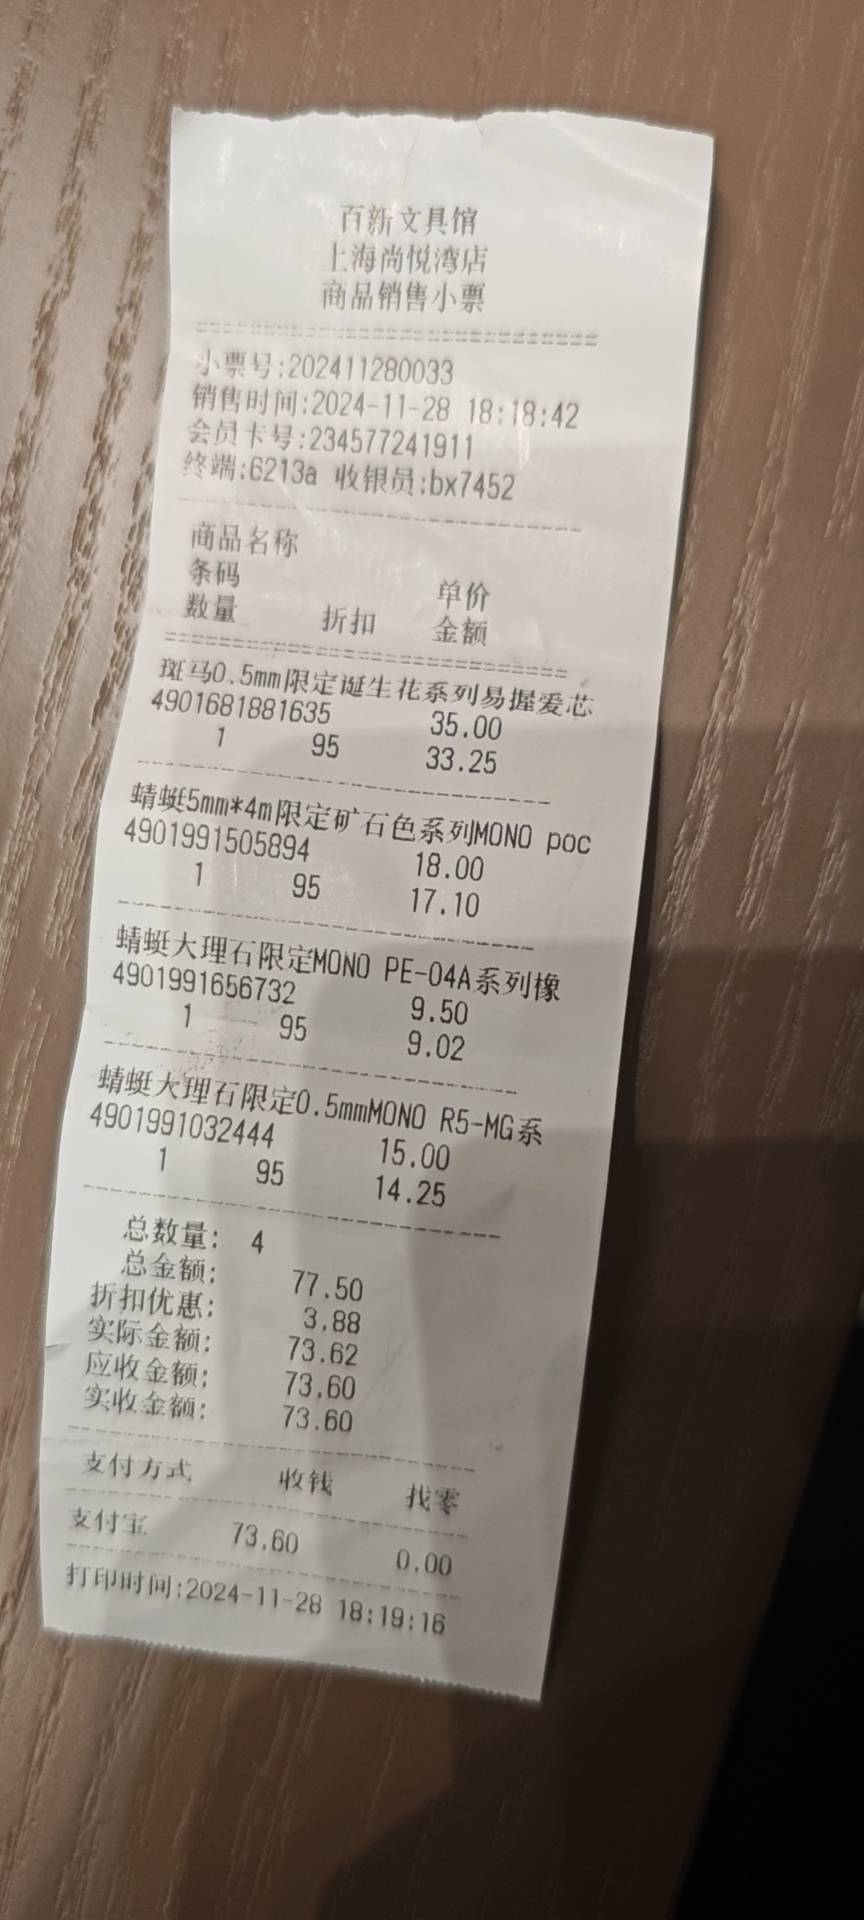 百新文具馆
上海尚悦湾店
商品销售小票
小票号:202411280033
销售时间:2024-11-28 18:18:42
会员卡号:234577241911
终端:6213a 收银员:bx7452
商品名称
条码 单价
数量 折扣 金额
斑马0.5mm限定诞生花系列易握爱芯
4901681881635 35.00
1 95 33.25
蜻蜓5mm*4m限定矿石色系列MONO poc
4901991505894 18.00
1 95 17.10
蜻蜓大理石限定MONO PE-04A系列橡
4901991656732 9.50
1 95 9.02
蜻蜓大理石限定0.5mmMONO R5-MG系
4901991032444 15.00
1 95 14.25
总数量: 4
总金额: 77.50
折扣优惠: 3.88
实际金额: 73.62
应收金额: 73.60
实收金额: 73.60
支付方式 收钱 找零
支付宝 73.60 0.00
打印时间:2024-11-28 18:19:16